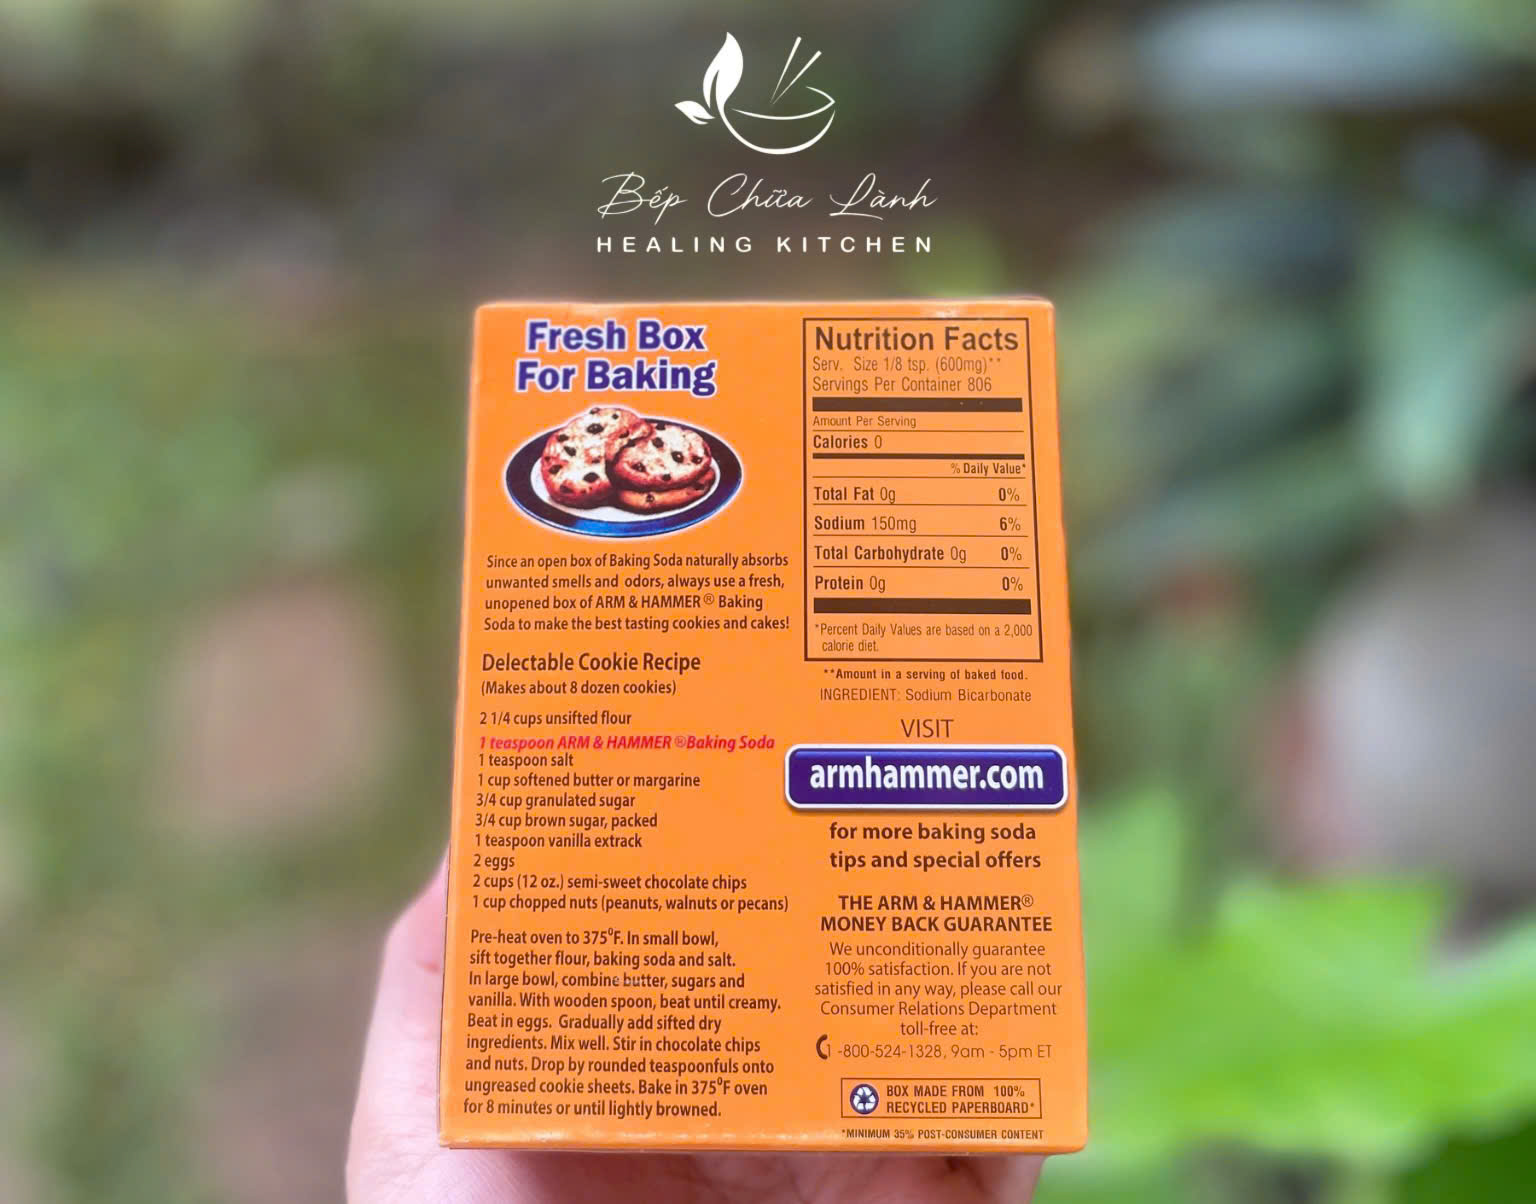 Bếp Chữa Lành
HEALING KITCHEN
Fresh Box
For Baking
Since an open box of Baking Soda naturally absorbs
unwanted smells and odors, always use a fresh,
unopened box of ARM & HAMMER ® Baking
Soda to make the best tasting cookies and cakes!
Delectable Cookie Recipe
(Makes about 8 dozen cookies)
2 1/4 cups unsifted flour
1 teaspoon ARM & HAMMER ®Baking Soda
1 teaspoon salt
1 cup softened butter or margarine
3/4 cup granulated sugar
3/4 cup brown sugar, packed
1 teaspoon vanilla extrack
2 eggs
2 cups (12 oz.) semi-sweet chocolate chips
1 cup chopped nuts (peanuts, walnuts or pecans)
Pre-heat oven to 375⁰F. In small bowl,
sift together flour, baking soda and salt.
In large bowl, combine butter, sugars and
vanilla. With wooden spoon, beat until creamy.
Beat in eggs. Gradually add sifted dry
ingredients. Mix well. Stir in chocolate chips
and nuts. Drop by rounded teaspoonfuls onto
ungreased cookie sheets. Bake in 375⁰F oven
for 8 minutes or until lightly browned.
Nutrition Facts
Serv. Size 1/8 tsp. (600mg)**
Servings Per Container 806
Amount Per Serving
Calories 0
% Daily Value*
Total Fat 0g 0%
Sodium 150mg 6%
Total Carbohydrate 0g 0%
Protein 0g 0%
*Percent Daily Values are based on a 2,000
calorie diet.
**Amount in a serving of baked food.
INGREDIENT: Sodium Bicarbonate
VISIT
armhammer.com
for more baking soda
tips and special offers
THE ARM & HAMMER®
MONEY BACK GUARANTEE
We unconditionally guarantee
100% satisfaction. If you are not
satisfied in any way, please call our
Consumer Relations Department
toll-free at:
1 -800-524-1328, 9am - 5pm ET
BOX MADE FROM 100%
RECYCLED PAPERBOARD*
*MINIMUM 35% POST-CONSUMER CONTENT